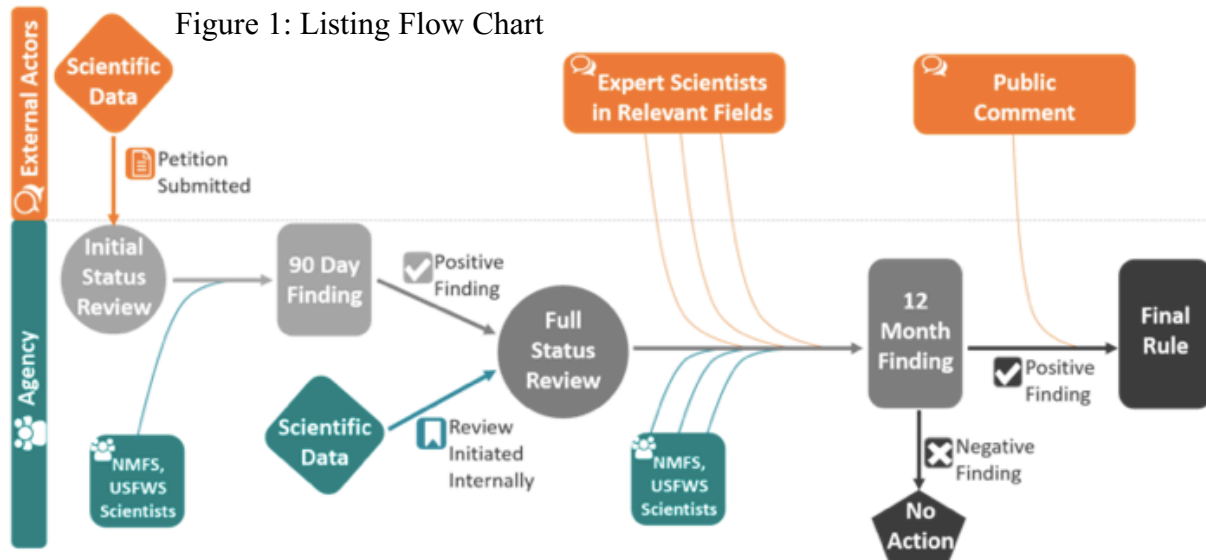 Figure 1: Listing Flow Chart
External Actors
Scientific
Data
Petition
Submitted
Expert Scientists
in Relevant Fields
Public
Comment
Agency
Initial
Status
Review
90 Day
Finding
Positive
Finding
Full
Status
Review
12
Month
Finding
Positive
Finding
Final
Rule
Scientific
Data
Review
Initiated
Internally
NMFS,
USFWS
Scientists
NMFS,
USFWS
Scientists
Negative
Finding
No
Action